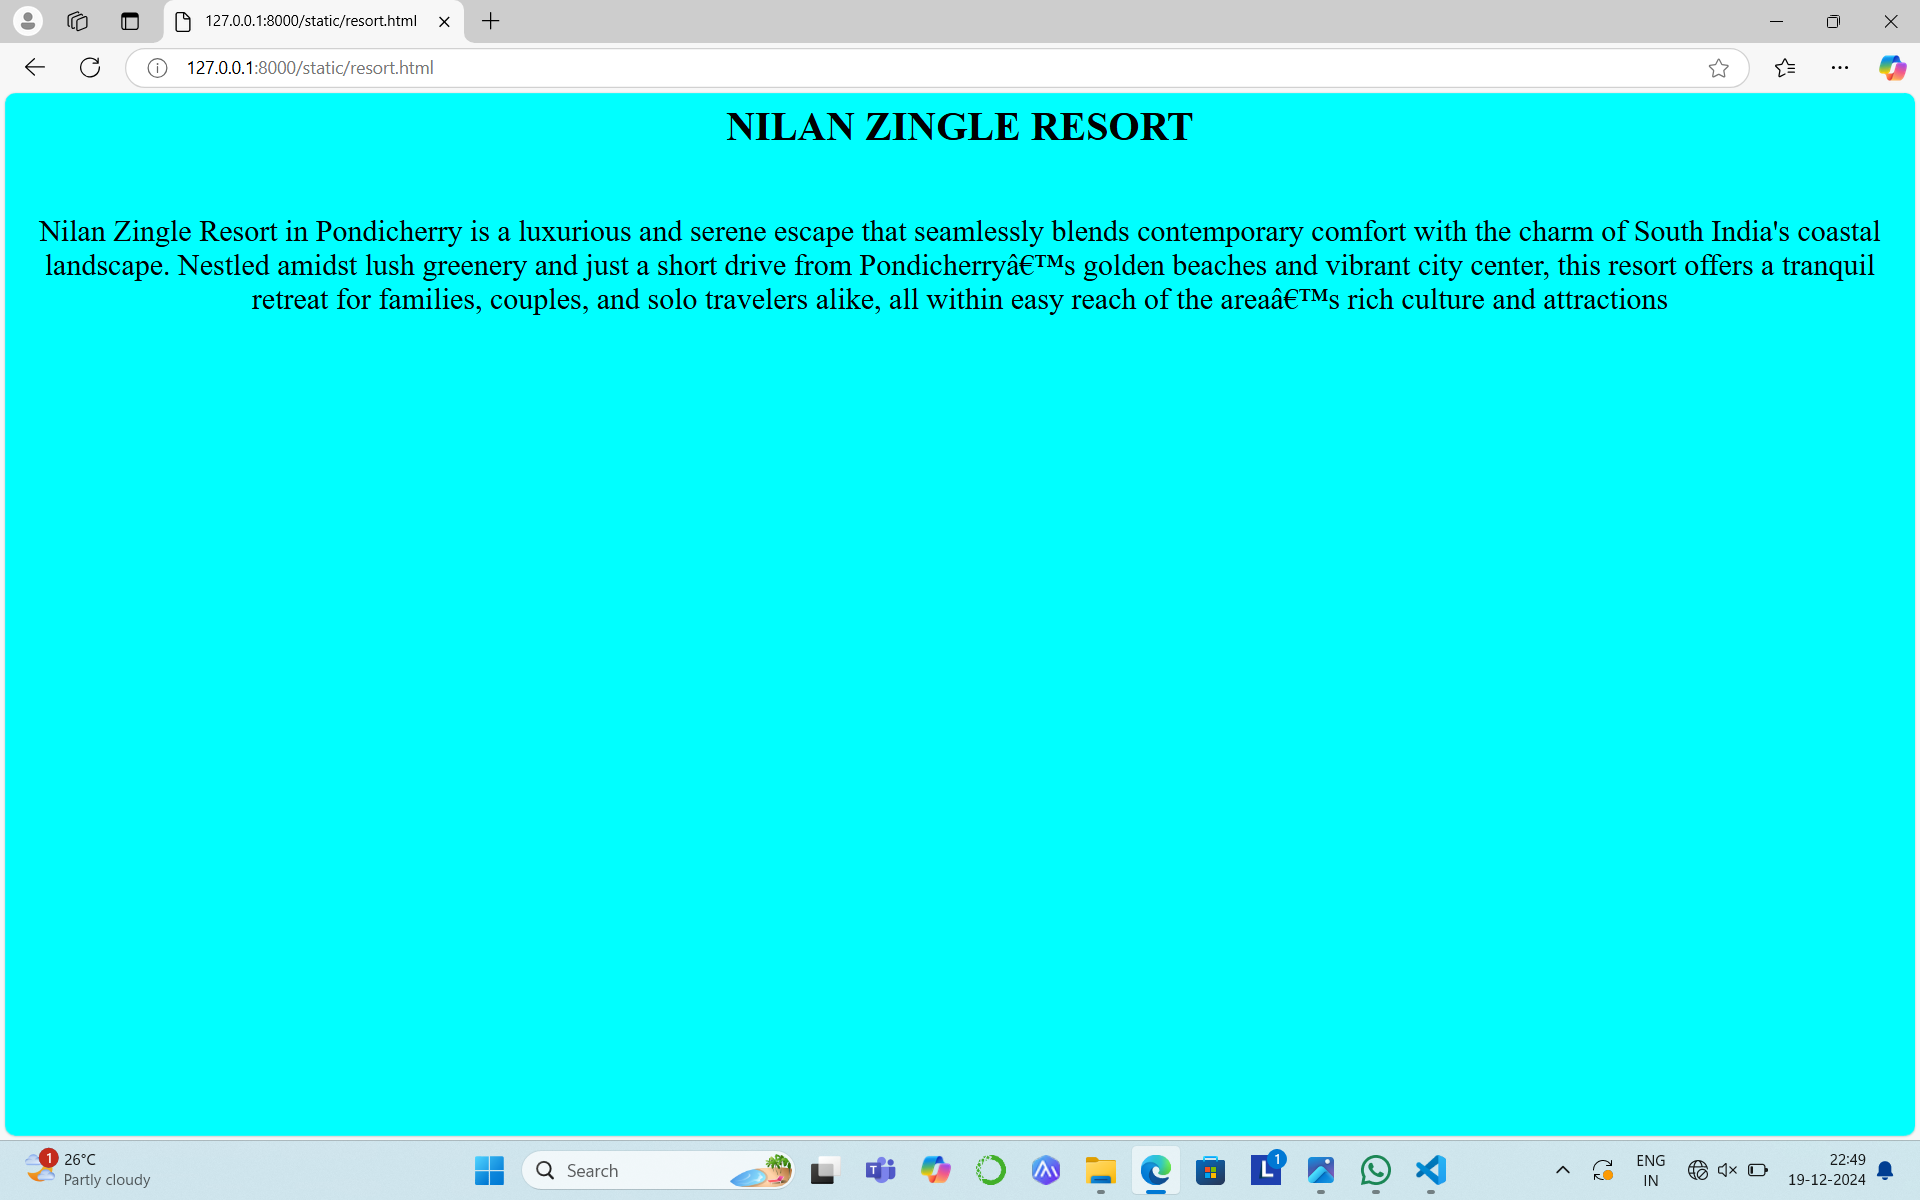 127.0.0.1:8000/static/resort.html
127.0.0.1:8000/static/resort.html
NILAN ZINGLE RESORT
Nilan Zingle Resort in Pondicherry is a luxurious and serene escape that seamlessly blends contemporary comfort with the charm of South India's coastal
landscape. Nestled amidst lush greenery and just a short drive from Pondicherryâ€™s golden beaches and vibrant city center, this resort offers a tranquil
retreat for families, couples, and solo travelers alike, all within easy reach of the areaâ€™s rich culture and attractions
1
26°C
Partly cloudy
Search
L
1
ENG
IN
22:49
19-12-2024